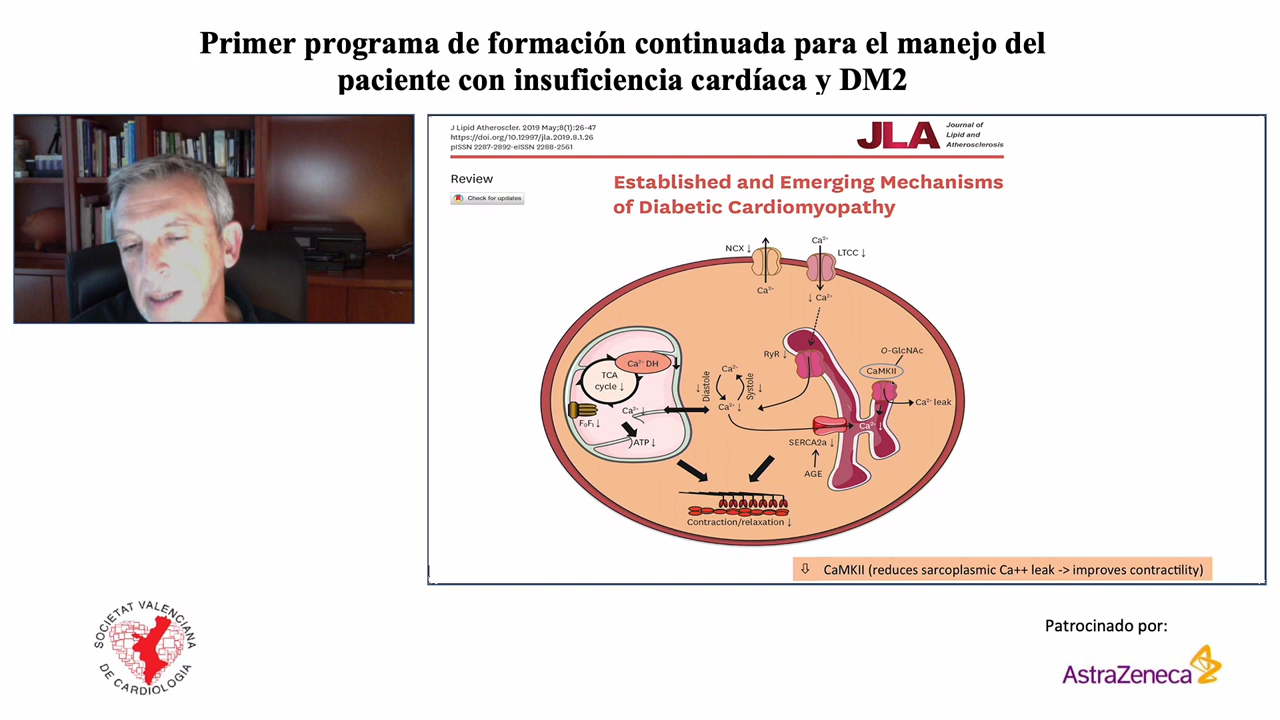 Primer programa de formación continuada para el manejo del
paciente con insuficiencia cardíaca y DM2
J Lipid Atheroscler. 2019 May;8(1):26-47
https://doi.org/10.12997/jla.2019.8.1.26
pISSN 2287-2892-eISSN 2288-2561
JLA
Journal of
Lipid and
Atherosclerosis
Review
Check for updates
Established and Emerging Mechanisms
of Diabetic Cardiomyopathy
NCX ↓
Ca²⁺
LTCC ↓
Ca²⁺
↓ Ca²⁺
RyR ↓
O-GlcNAc
CaMKII
Ca²⁺ leak
Ca²⁺ DH
TCA
cycle ↓
Ca²⁺ ↓
F₀F₁ ↓
ATP ↓
↓ Diastole
Ca²⁺
Systole ↓
Ca²⁺ ↓
Ca²⁺ ↓
SERCA2a ↓
AGE
Contraction/relaxation ↓
⇩ CaMKII (reduces sarcoplasmic Ca++ leak -> improves contractility)
SOCIETAT VALENCIANA
DE CARDIOLOGIA
Patrocinado por:
AstraZeneca